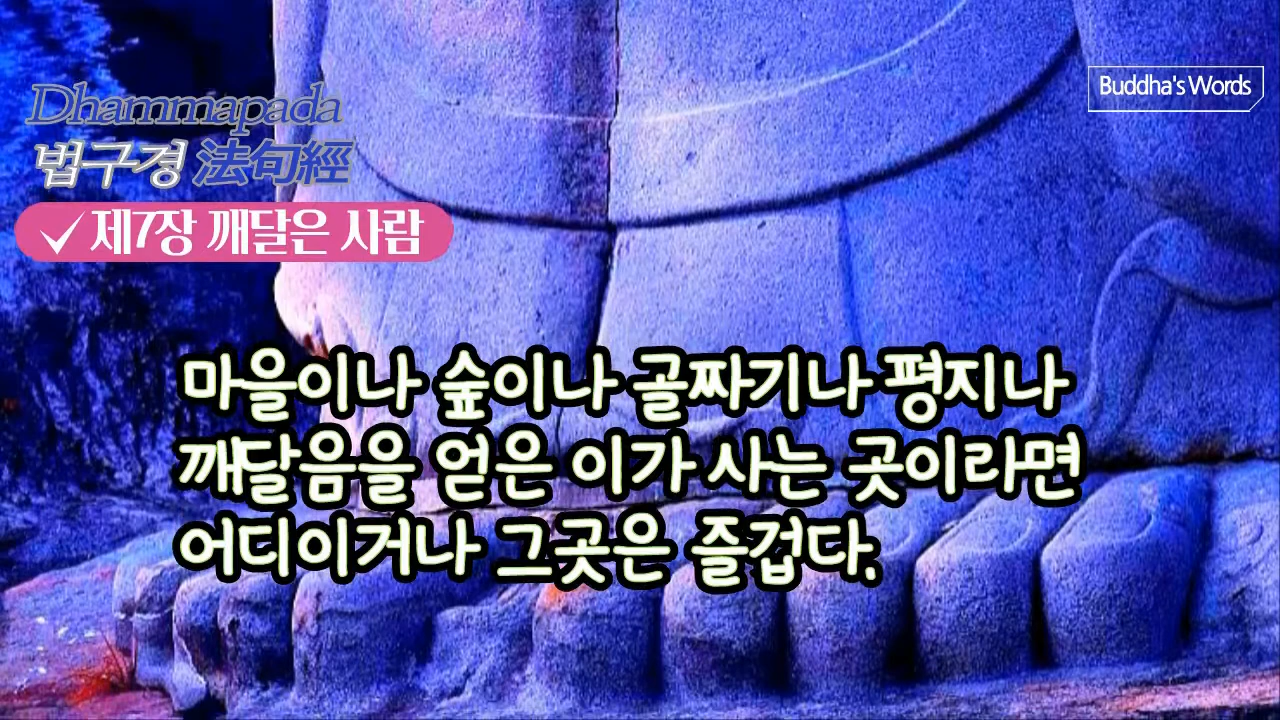 Buddha's Words
Dhammapada
법구경 法句經
제7장 깨달은 사람
마을이나 숲이나 골짜기나 평지나
깨달음을 얻은 이가 사는 곳이라면
어디이거나 그곳은 즐겁다.